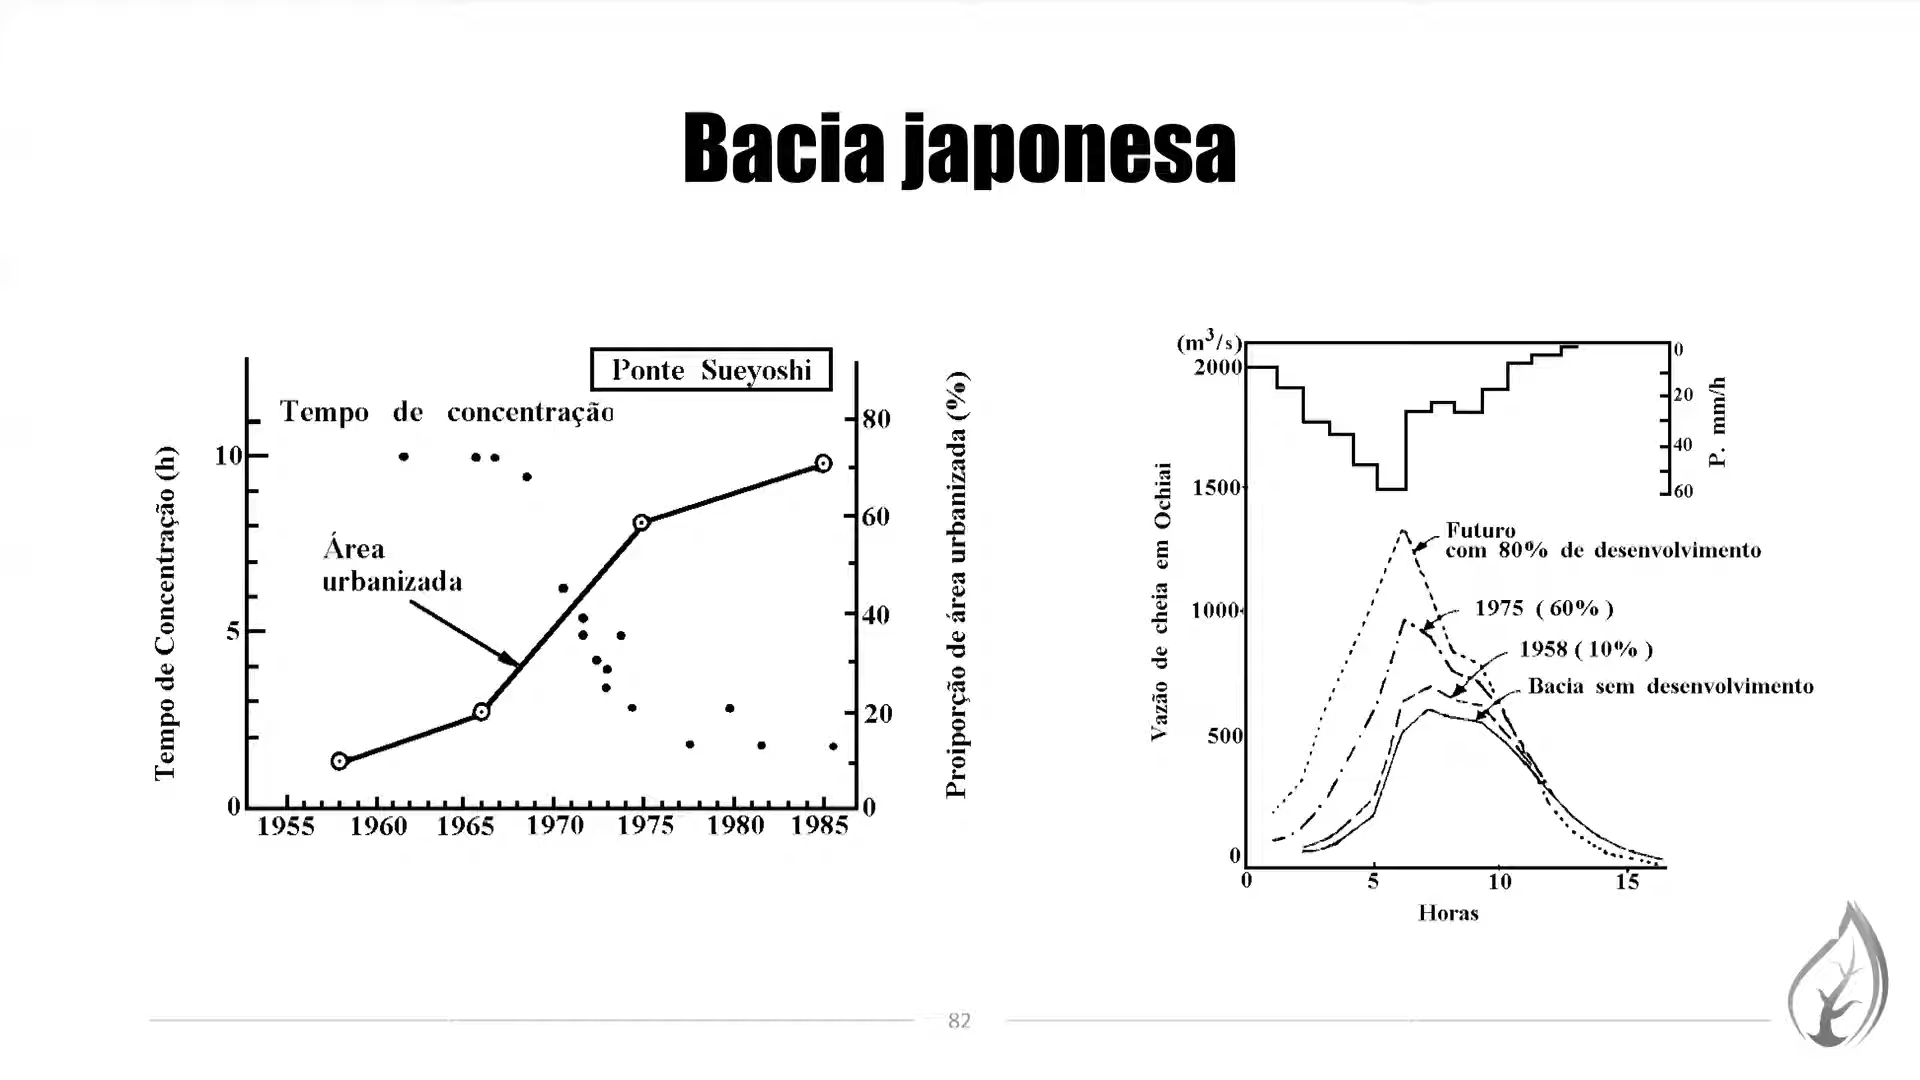 Bacia japonesa
Ponte Sueyoshi
Tempo de concentração
Área
urbanizada
Tempo de Concentração (h)
10
5
0
80
60
40
20
0
Proiporção de área urbanizada (%)
1955 1960 1965 1970 1975 1980 1985
(m³/s)
2000
1500
1000
500
0
Vazão de cheia em Ochiai
0
20
40
60
P. mm/h
Futuro
com 80% de desenvolvimento
1975 (60%)
1958 (10%)
Bacia sem desenvolvimento
0 5 10 15
Horas
82